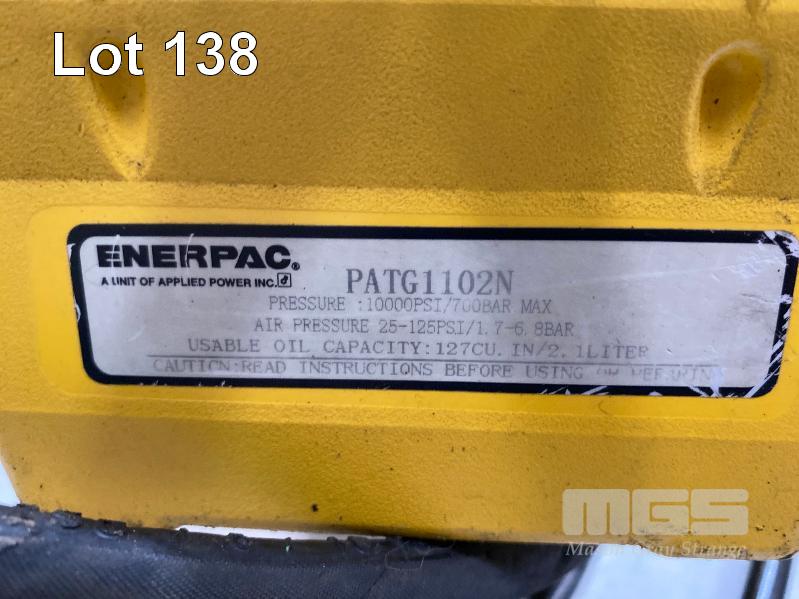 Lot 138
ENERPAC®
A UNIT OF APPLIED POWER INC.
PATG1102N
PRESSURE :10000PSI/700BAR MAX
AIR PRESSURE 25-125PSI/1.7-6.8BAR
USABLE OIL CAPACITY:127CU. IN/2.1LITER
CAUTION:READ INSTRUCTIONS BEFORE USING
MGS